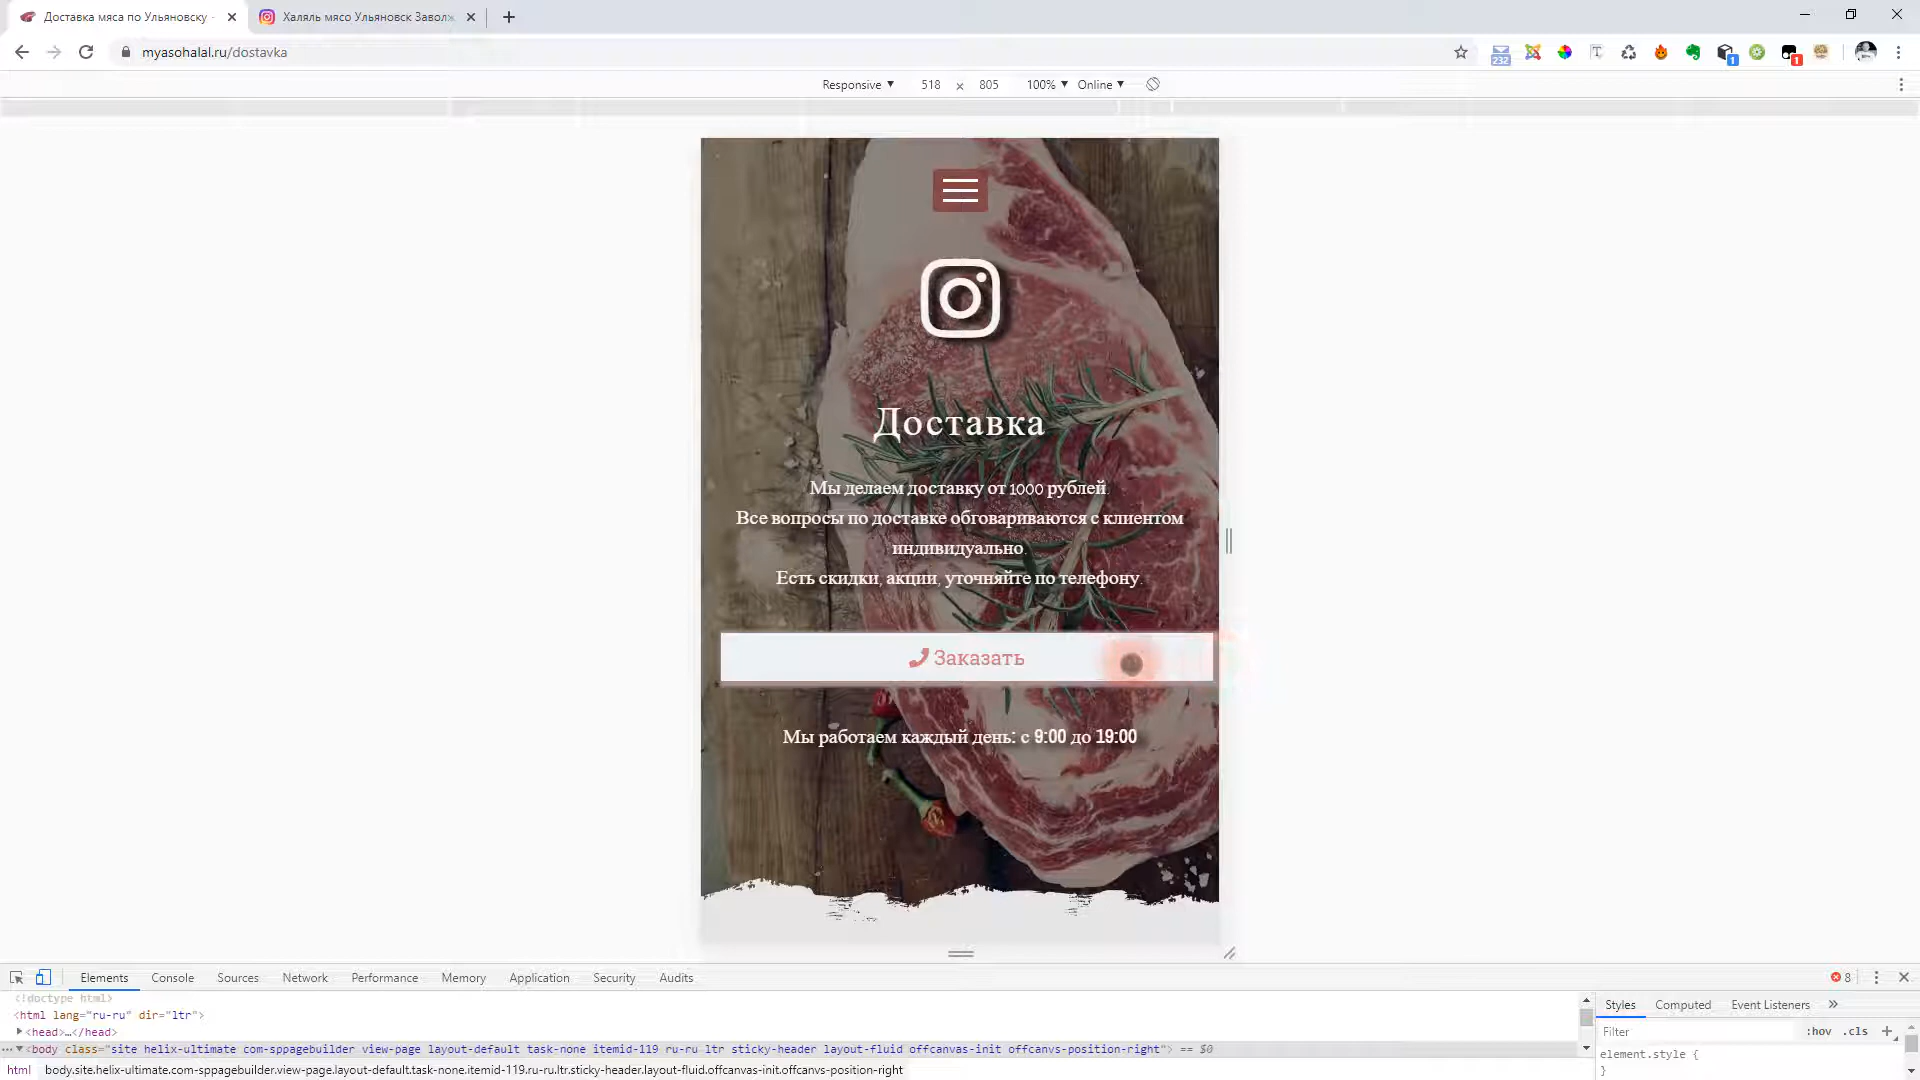 Доставка мяса по Ульяновску -
Халяль мясо Ульяновск Заволж
myasohalal.ru/dostavka
232
1
1
Responsive ▼ 518 × 805 100% ▼ Online ▼
Доставка
Мы делаем доставку от 1000 рублей.
Все вопросы по доставке обговариваются с клиентом
индивидуально.
Есть скидки, акции, уточняйте по телефону.
Заказать
Мы работаем каждый день: с 9:00 до 19:00
Elements Console Sources Network Performance Memory Application Security Audits
8
<!doctype html>
<html lang="ru-ru" dir="ltr">
<head>…</head>
<body class="site helix-ultimate com-sppagebuilder view-page layout-default task-none itemid-119 ru-ru ltr sticky-header layout-fluid offcanvas-init offcanvs-position-right"> == $0
html body.site.helix-ultimate.com-sppagebuilder.view-page.layout-default.task-none.itemid-119.ru-ru.ltr.sticky-header.layout-fluid.offcanvas-init.offcanvs-position-right
Styles Computed Event Listeners »
Filter :hov .cls +
element.style {
}